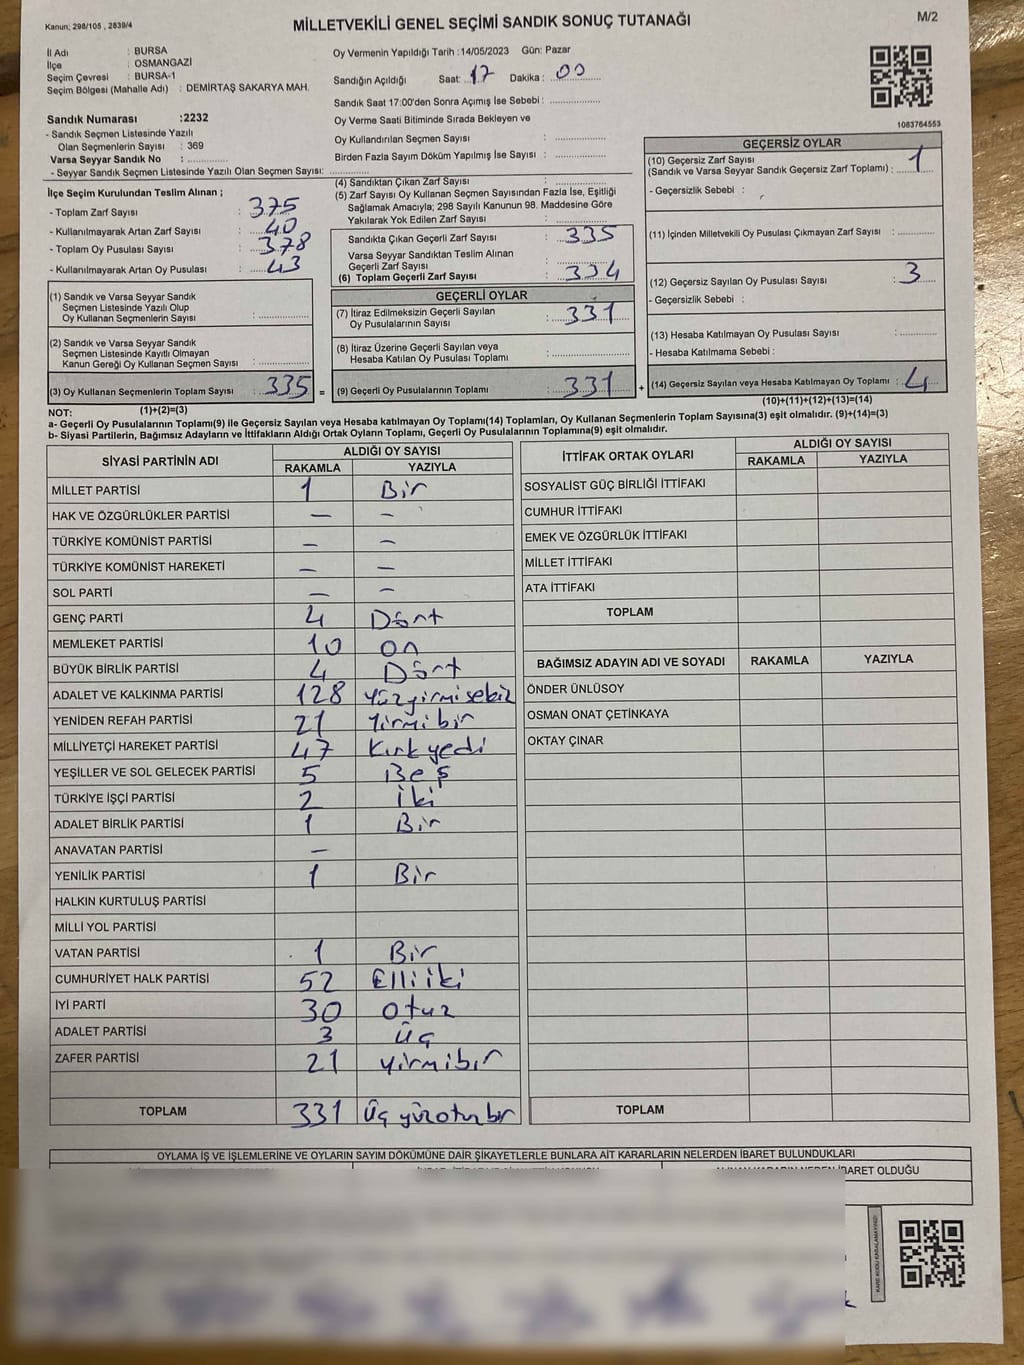 Kanun; 298/105 , 2839/4
MİLLETVEKİLİ GENEL SEÇİMİ SANDIK SONUÇ TUTANAĞI
M/2
İl Adı : BURSA
İlçe : OSMANGAZİ
Seçim Çevresi : BURSA-1
Seçim Bölgesi (Mahalle Adı) : DEMİRTAŞ SAKARYA MAH.
Sandık Numarası :2232
- Sandık Seçmen Listesinde Yazılı
Olan Seçmenlerin Sayısı : 369
Varsa Seyyar Sandık No : ............
- Seyyar Sandık Seçmen Listesinde Yazılı Olan Seçmen Sayısı: ............
Oy Vermenin Yapıldığı Tarih :14/05/2023 Gün: Pazar
Sandığın Açıldığı Saat: 17 Dakika : 00
Sandık Saat 17:00'den Sonra Açımış İse Sebebi : ............
Oy Verme Saati Bitiminde Sırada Bekleyen ve
Oy Kullandırılan Seçmen Sayısı : ............
Birden Fazla Sayım Döküm Yapılmış İse Sayısı : ............
1083764553
İlçe Seçim Kurulundan Teslim Alınan ;
- Toplam Zarf Sayısı : 375
- Kullanılmayarak Artan Zarf Sayısı : 40
- Toplam Oy Pusulası Sayısı : 378
- Kullanılmayarak Artan Oy Pusulası : 43
(1) Sandık ve Varsa Seyyar Sandık
Seçmen Listesinde Yazılı Olup
Oy Kullanan Seçmenlerin Sayısı : ............
(2) Sandık ve Varsa Seyyar Sandık
Seçmen Listesinde Kayıtlı Olmayan
Kanun Gereği Oy Kullanan Seçmen Sayısı : ............
(3) Oy Kullanan Seçmenlerin Toplam Sayısı : 335 =
(4) Sandıktan Çıkan Zarf Sayısı : ............
(5) Zarf Sayısı Oy Kullanan Seçmen Sayısından Fazla İse, Eşitliği
Sağlamak Amacıyla; 298 Sayılı Kanunun 98. Maddesine Göre
Yakılarak Yok Edilen Zarf Sayısı : ............
Sandıkta Çıkan Geçerli Zarf Sayısı : 335
Varsa Seyyar Sandıktan Teslim Alınan
Geçerli Zarf Sayısı : ............
(6) Toplam Geçerli Zarf Sayısı : 334
GEÇERLİ OYLAR
(7) İtiraz Edilmeksizin Geçerli Sayılan
Oy Pusulalarının Sayısı : 331
(8) İtiraz Üzerine Geçerli Sayılan veya
Hesaba Katılan Oy Pusulası Toplamı : ............
(9) Geçerli Oy Pusulalarının Toplamı : 331 +
GEÇERSİZ OYLAR
(10) Geçersiz Zarf Sayısı
(Sandık ve Varsa Seyyar Sandık Geçersiz Zarf Toplamı) : 1
- Geçersizlik Sebebi :
(11) İçinden Milletvekili Oy Pusulası Çıkmayan Zarf Sayısı : ............
(12) Geçersiz Sayılan Oy Pusulası Sayısı : 3
- Geçersizlik Sebebi :
(13) Hesaba Katılmayan Oy Pusulası Sayısı : ............
- Hesaba Katılmama Sebebi :
(14) Geçersiz Sayılan veya Hesaba Katılmayan Oy Toplamı : 4
NOT: (1)+(2)=(3)
(10)+(11)+(12)+(13)=(14)
a- Geçerli Oy Pusulalarının Toplamı(9) ile Geçersiz Sayılan veya Hesaba katılmayan Oy Toplamı(14) Toplamları, Oy Kullanan Seçmenlerin Toplam Sayısına(3) eşit olmalıdır. (9)+(14)=(3)
b- Siyasi Partilerin, Bağımsız Adayların ve İttifakların Aldığı Ortak Oyların Toplamı, Geçerli Oy Pusulalarının Toplamına(9) eşit olmalıdır.
SİYASİ PARTİNİN ADI ALDIĞI OY SAYISI
RAKAMLA YAZIYLA
MİLLET PARTİSİ 1 Bir
HAK VE ÖZGÜRLÜKLER PARTİSİ – –
TÜRKİYE KOMÜNİST PARTİSİ – –
TÜRKİYE KOMÜNİST HAREKETİ – –
SOL PARTİ – –
GENÇ PARTİ 4 Dört
MEMLEKET PARTİSİ 10 On
BÜYÜK BİRLİK PARTİSİ 4 Dört
ADALET VE KALKINMA PARTİSİ 128 Yüzyirmisekiz
YENİDEN REFAH PARTİSİ 21 Yirmibir
MİLLİYETÇİ HAREKET PARTİSİ 47 Kırkyedi
YEŞİLLER VE SOL GELECEK PARTİSİ 5 Beş
TÜRKİYE İŞÇİ PARTİSİ 2 İki
ADALET BİRLİK PARTİSİ 1 Bir
ANAVATAN PARTİSİ –
YENİLİK PARTİSİ 1 Bir
HALKIN KURTULUŞ PARTİSİ
MİLLİ YOL PARTİSİ
VATAN PARTİSİ 1 Bir
CUMHURİYET HALK PARTİSİ 52 Elli iki
İYİ PARTİ 30 Otuz
ADALET PARTİSİ 3 Üç
ZAFER PARTİSİ 21 Yirmibir
TOPLAM 331 Üçyüzotuzbir
İTTİFAK ORTAK OYLARI ALDIĞI OY SAYISI
RAKAMLA YAZIYLA
SOSYALİST GÜÇ BİRLİĞİ İTTİFAKI
CUMHUR İTTİFAKI
EMEK VE ÖZGÜRLÜK İTTİFAKI
MİLLET İTTİFAKI
ATA İTTİFAKI
TOPLAM
BAĞIMSIZ ADAYIN ADI VE SOYADI RAKAMLA YAZIYLA
ÖNDER ÜNLÜSOY
OSMAN ONAT ÇETİNKAYA
OKTAY ÇINAR
TOPLAM
OYLAMA İŞ VE İŞLEMLERİNE VE OYLARIN SAYIM DÖKÜMÜNE DAİR ŞİKAYETLERLE BUNLARA AİT KARARLARIN NELERDEN İBARET BULUNDUKLARI
OLDUĞU
KARE KODU KARALAMAYINIZ!